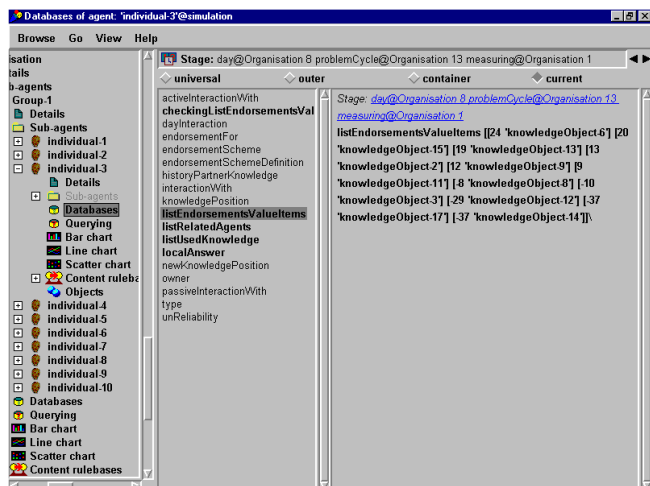 Databases of agent: 'individual-3'@simulation
Browse Go View Help
isation
tails
b-agents
Group-1
Details
Sub-agents
individual-1
individual-2
individual-3
Details
Sub-agents
Databases
Querying
Bar chart
Line chart
Scatter chart
Content ruleba
Objects
individual-4
individual-5
individual-6
individual-7
individual-8
individual-9
individual-10
Databases
Querying
Bar chart
Line chart
Scatter chart
Content rulebases
Stage: day@Organisation 8 problemCycle@Organisation 13 measuring@Organisation 1
universal outer container current
activeInteractionWith
checkingListEndorsementsVal
dayInteraction
endorsementFor
endorsementScheme
endorsementSchemeDefinition
historyPartnerKnowledge
interactionWith
knowledgePosition
listEndorsementsValueItems
listRelatedAgents
listUsedKnowledge
localAnswer
newKnowledgePosition
owner
passiveInteractionWith
type
unReliability
Stage: day@Organisation 8 problemCycle@Organisation 13
measuring@Organisation 1
listEndorsementsValueItems [[24 'knowledgeObject-6'] [20
'knowledgeObject-15'] [19 'knowledgeObject-13'] [13
'knowledgeObject-2'] [12 'knowledgeObject-9'] [9
'knowledgeObject-11'] [-8 'knowledgeObject-8'] [-10
'knowledgeObject-3'] [-29 'knowledgeObject-12'] [-37
'knowledgeObject-17'] [-37 'knowledgeObject-14']]\